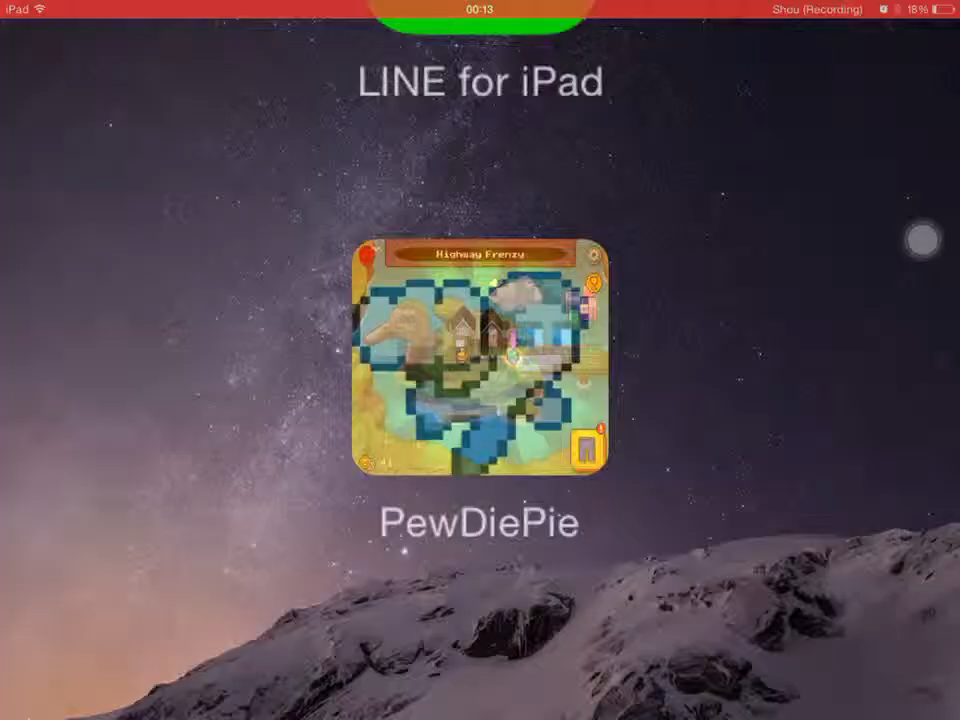 iPad 00:13 Shou (Recording) 18%
LINE for iPad
Highway Frenzy
PewDiePie